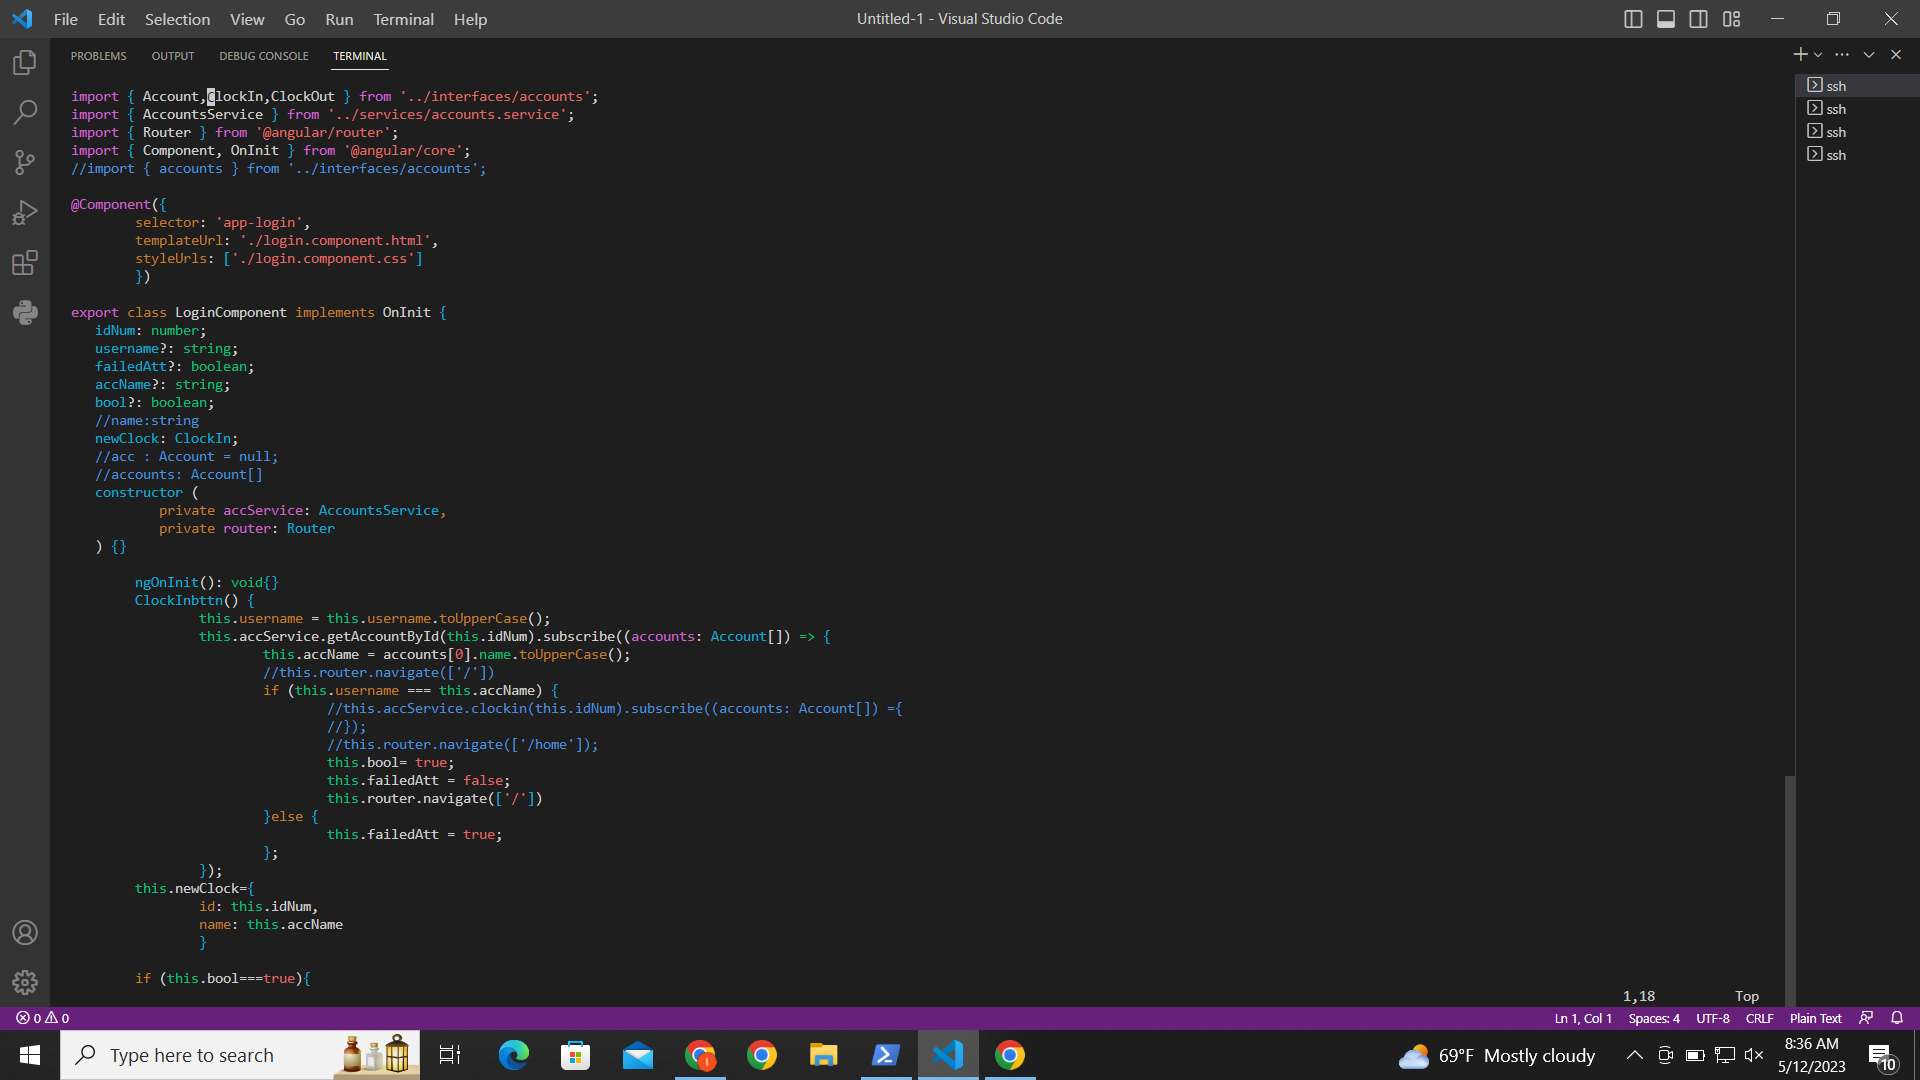 File Edit Selection View Go Run Terminal Help
Untitled-1 - Visual Studio Code
PROBLEMS OUTPUT DEBUG CONSOLE TERMINAL
import { Account,ClockIn,ClockOut } from '../interfaces/accounts';
import { AccountsService } from '../services/accounts.service';
import { Router } from '@angular/router';
import { Component, OnInit } from '@angular/core';
//import { accounts } from '../interfaces/accounts';
@Component({
selector: 'app-login',
templateUrl: './login.component.html',
styleUrls: ['./login.component.css']
})
export class LoginComponent implements OnInit {
idNum: number;
username?: string;
failedAtt?: boolean;
accName?: string;
bool?: boolean;
//name:string
newClock: ClockIn;
//acc : Account = null;
//accounts: Account[]
constructor (
private accService: AccountsService,
private router: Router
) {}
ngOnInit(): void{}
ClockInbttn() {
this.username = this.username.toUpperCase();
this.accService.getAccountById(this.idNum).subscribe((accounts: Account[]) => {
this.accName = accounts[0].name.toUpperCase();
//this.router.navigate(['/'])
if (this.username === this.accName) {
//this.accService.clockin(this.idNum).subscribe((accounts: Account[]) ={
//});
//this.router.navigate(['/home']);
this.bool= true;
this.failedAtt = false;
this.router.navigate(['/'])
}else {
this.failedAtt = true;
};
});
this.newClock={
id: this.idNum,
name: this.accName
}
if (this.bool===true){
1,18 Top
ssh
ssh
ssh
ssh
0 0
Ln 1, Col 1 Spaces: 4 UTF-8 CRLF Plain Text
Type here to search
69°F Mostly cloudy
8:36 AM
5/12/2023
10